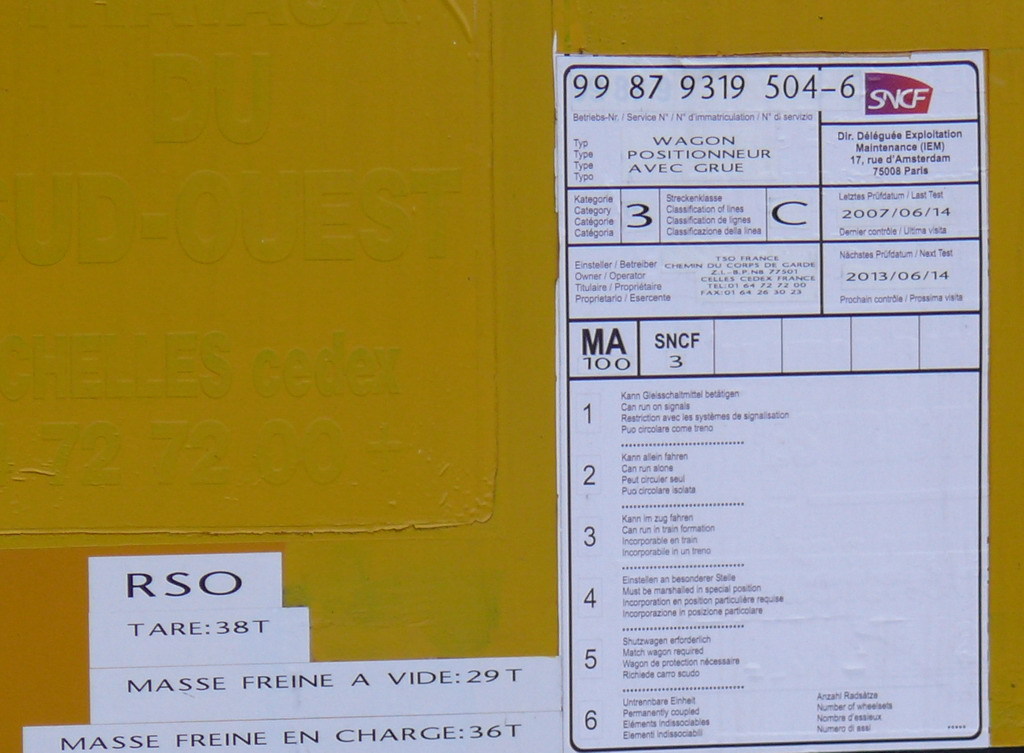 TRAVAUX
DU
SUD-OUEST
CHELLES cedex
72 72 00
RSO
TARE:38T
MASSE FREINE A VIDE:29T
MASSE FREINE EN CHARGE:36T
99 87 9319 504-6
SNCF
Betriebs-Nr. / Service N° / N° d'immatriculation / N° di servizio
Typ
Type
Type
Typo
WAGON
POSITIONNEUR
AVEC GRUE
Dir. Déléguée Exploitation
Maintenance (IEM)
17, rue d'Amsterdam
75008 Paris
Kategorie
Category
Catégorie
Catégoria
3
Streckenklasse
Classification of lines
Classification de lignes
Classificazione della linea
C
Letztes Prüfdatum / Last Test
2007/06/14
Dernier contrôle / Ultima visita
Einsteller / Betreiber
Owner / Operator
Titulaire / Propriétaire
Proprietario / Esercente
TSO FRANCE
CHEMIN DU CORPS DE GARDE
Z.I.-B.P.N8 77501
CELLES CEDEX FRANCE
TEL:01 64 72 72 00
FAX:01 64 26 30 23
Nächstes Prüfdatum / Next Test
2013/06/14
Prochain contrôle / Prossima visita
MA
100
SNCF
3
1
Kann Gleisschaltmittel betätigen
Can run on signals
Restriction avec les systèmes de signalisation
Puo circolare come treno
2
Kann allein fahren
Can run alone
Peut circuler seul
Puo circolare isolata
3
Kann im zug fahren
Can run in train formation
Incorporable en train
Incorporabile in un treno
4
Einstellen an besonderer Stelle
Must be marshalled in special position
Incorporation en position particulière requise
Incorporazione in posizione particolare
5
Shutzwagen erforderlich
Match wagon required
Wagon de protection nécessaire
Richiede carro scudo
6
Untrennbare Einheit
Permanently coupled
Eléments indissociables
Elementi indissociabili
Anzahl Radsätze
Number of wheelsets
Nombre d'essieux
Numero di assi